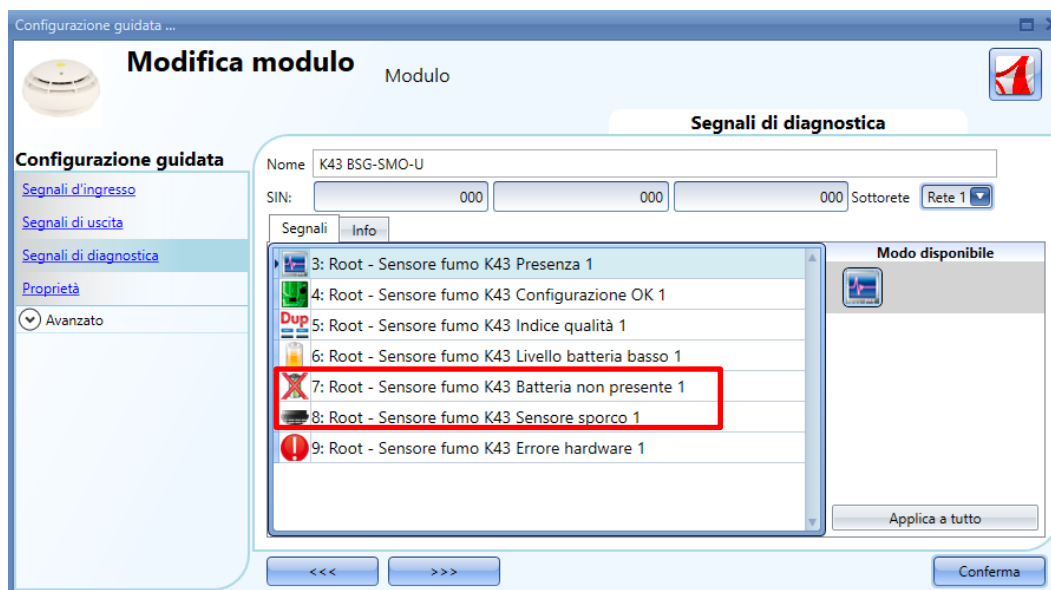 Configurazione guidata ...
Modifica modulo
Modulo
Segnali di diagnostica
Configurazione guidata
Segnali d'ingresso
Segnali di uscita
Segnali di diagnostica
Proprietà
Avanzato
Nome K43 BSG-SMO-U
SIN: 000 000 000 Sottorete Rete 1
Segnali Info
3: Root - Sensore fumo K43 Presenza 1
4: Root - Sensore fumo K43 Configurazione OK 1
Dup 5: Root - Sensore fumo K43 Indice qualità 1
6: Root - Sensore fumo K43 Livello batteria basso 1
7: Root - Sensore fumo K43 Batteria non presente 1
8: Root - Sensore fumo K43 Sensore sporco 1
9: Root - Sensore fumo K43 Errore hardware 1
Modo disponibile
Applica a tutto
<<< >>> Conferma